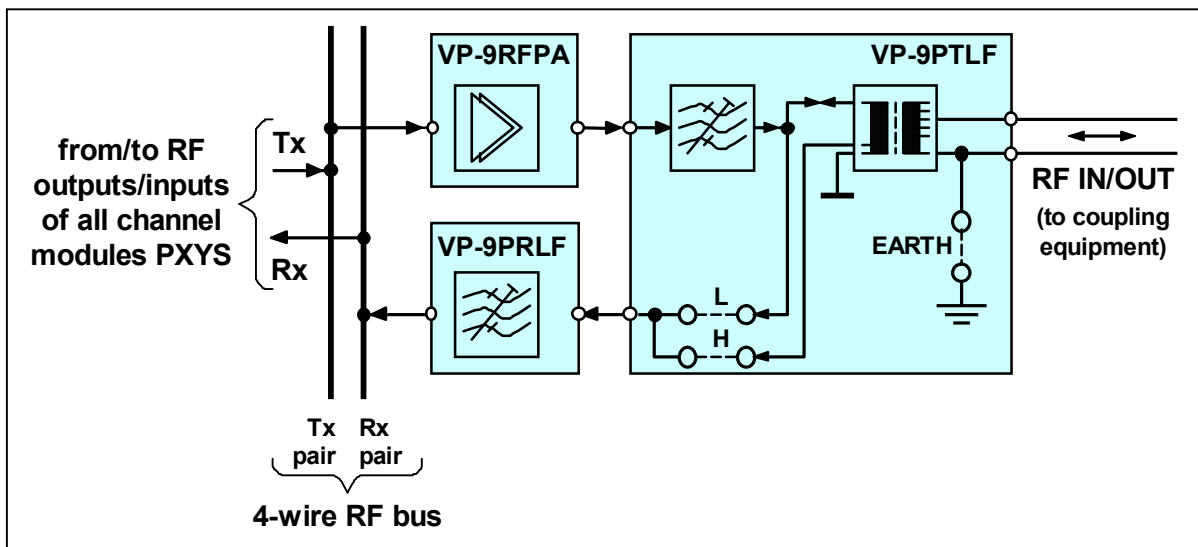 VP-9RFPA
VP-9PTLF
from/to RF
outputs/inputs
of all channel
modules PXYS
Tx
Rx
VP-9PRLF
L
H
EARTH
RF IN/OUT
(to coupling
equipment)
Tx
pair
Rx
pair
4-wire RF bus